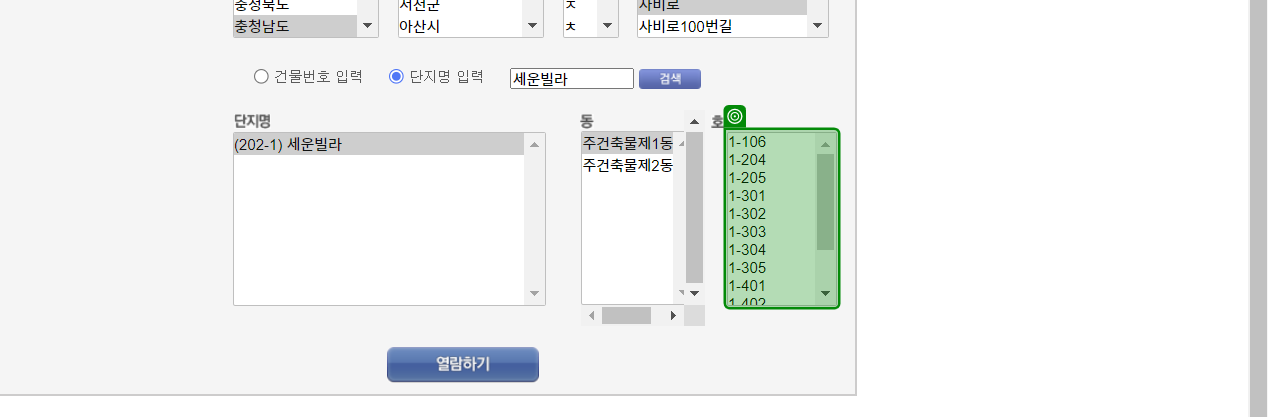 충청북도 서천군 ㅈ 사비로
충청남도 아산시 ㅊ 사비로100번길
건물번호 입력 단지명 입력 세운빌라 검색
단지명 동 호
(202-1) 세운빌라
주건축물제1동
주건축물제2동
1-106
1-204
1-205
1-301
1-302
1-303
1-304
1-305
1-401
1-402
열람하기